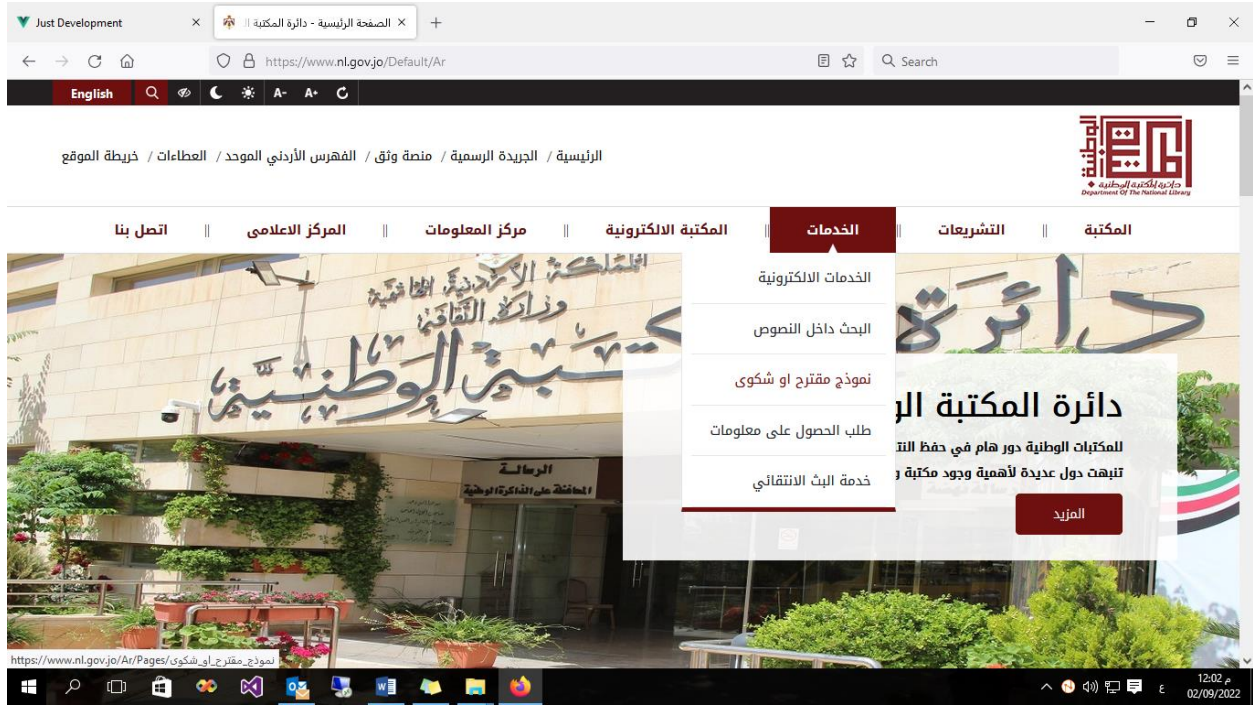 Just Development
الصفحة الرئيسية - دائرة المكتبة ال
https://www.nl.gov.jo/Default/Ar
Search
English
A-
A+
دائرة المكتبة الوطنية
Department Of The National Library
الرئيسية / الجريدة الرسمية / منصة وثق / الفهرس الأردني الموحد / العطاءات / خريطة الموقع
المكتبة || التشريعات || الخدمات || المكتبة الالكترونية || مركز المعلومات || المركز الاعلامى || اتصل بنا
الخدمات الالكترونية
البحث داخل النصوص
نموذج مقترح او شكوى
طلب الحصول على معلومات
خدمة البث الانتقائي
المملكة الأردنية الهاشمية
وزارة الثقافة
دائرة
المكتبة الوطنية
الرسالة
المحافظة على الذاكرة الوطنية
دائرة المكتبة الو
للمكتبات الوطنية دور هام في حفظ النت
تنبهت دول عديدة لأهمية وجود مكتبة و
المزيد
https://www.nl.gov.jo/Ar/Pages/نموذج_مقترح_او_شكوى
ع
12:02 م
02/09/2022